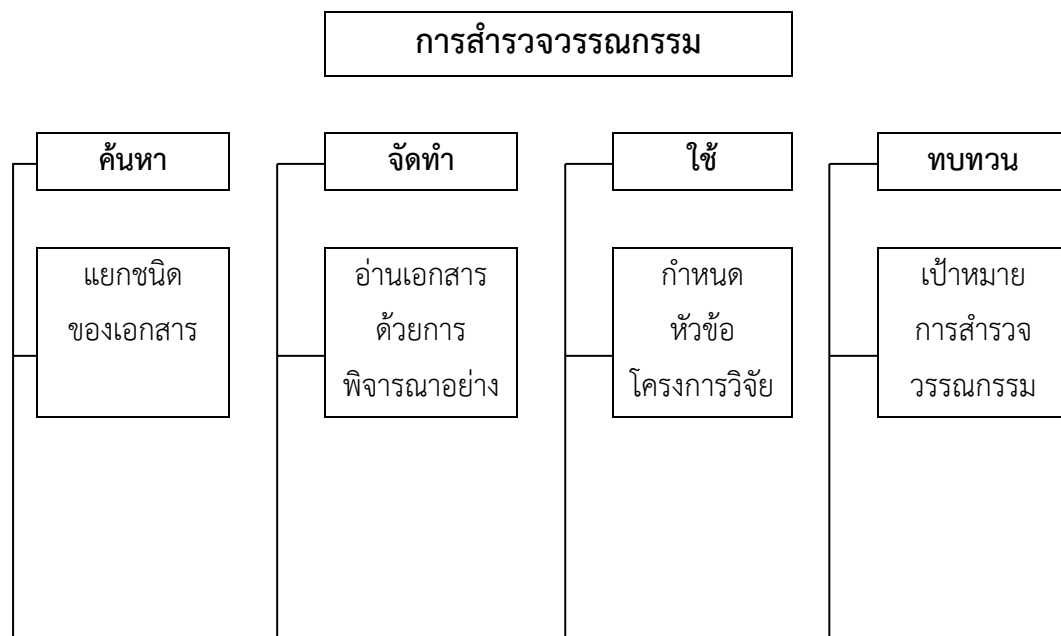 การสำรวจวรรณกรรม
ค้นหา
จัดทำ
ใช้
ทบทวน
แยกชนิด
ของเอกสาร
อ่านเอกสาร
ด้วยการ
พิจารณาอย่าง
กำหนด
หัวข้อ
โครงการวิจัย
เป้าหมาย
การสำรวจ
วรรณกรรม